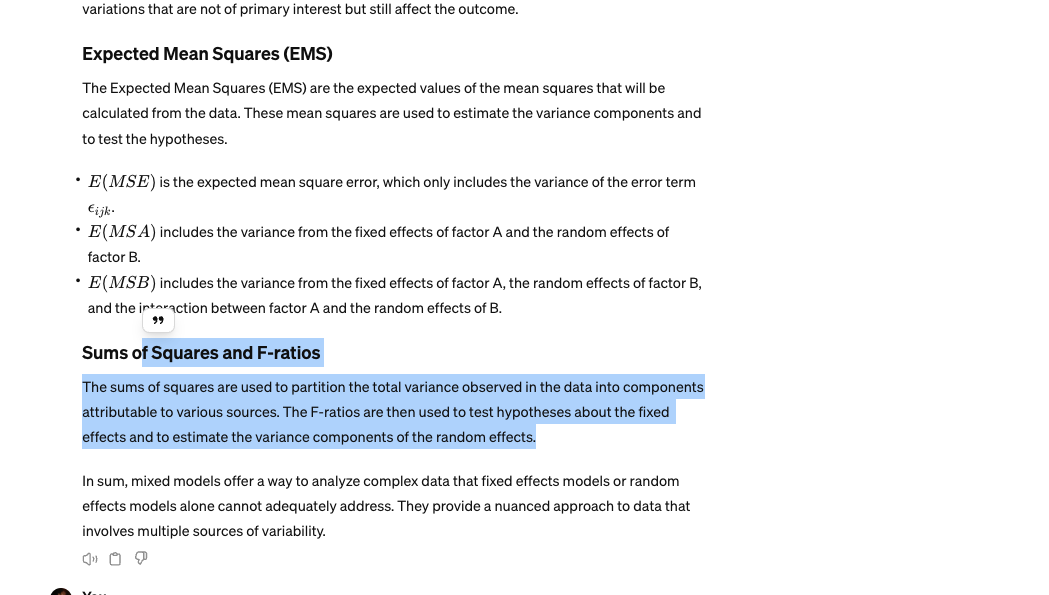 variations that are not of primary interest but still affect the outcome.
Expected Mean Squares (EMS)
The Expected Mean Squares (EMS) are the expected values of the mean squares that will be
calculated from the data. These mean squares are used to estimate the variance components and
to test the hypotheses.
• E(MSE) is the expected mean square error, which only includes the variance of the error term
ϵijk.
• E(MSA) includes the variance from the fixed effects of factor A and the random effects of
factor B.
• E(MSB) includes the variance from the fixed effects of factor A, the random effects of factor B,
and the interaction between factor A and the random effects of B.
Sums of Squares and F-ratios
The sums of squares are used to partition the total variance observed in the data into components
attributable to various sources. The F-ratios are then used to test hypotheses about the fixed
effects and to estimate the variance components of the random effects.
In sum, mixed models offer a way to analyze complex data that fixed effects models or random
effects models alone cannot adequately address. They provide a nuanced approach to data that
involves multiple sources of variability.